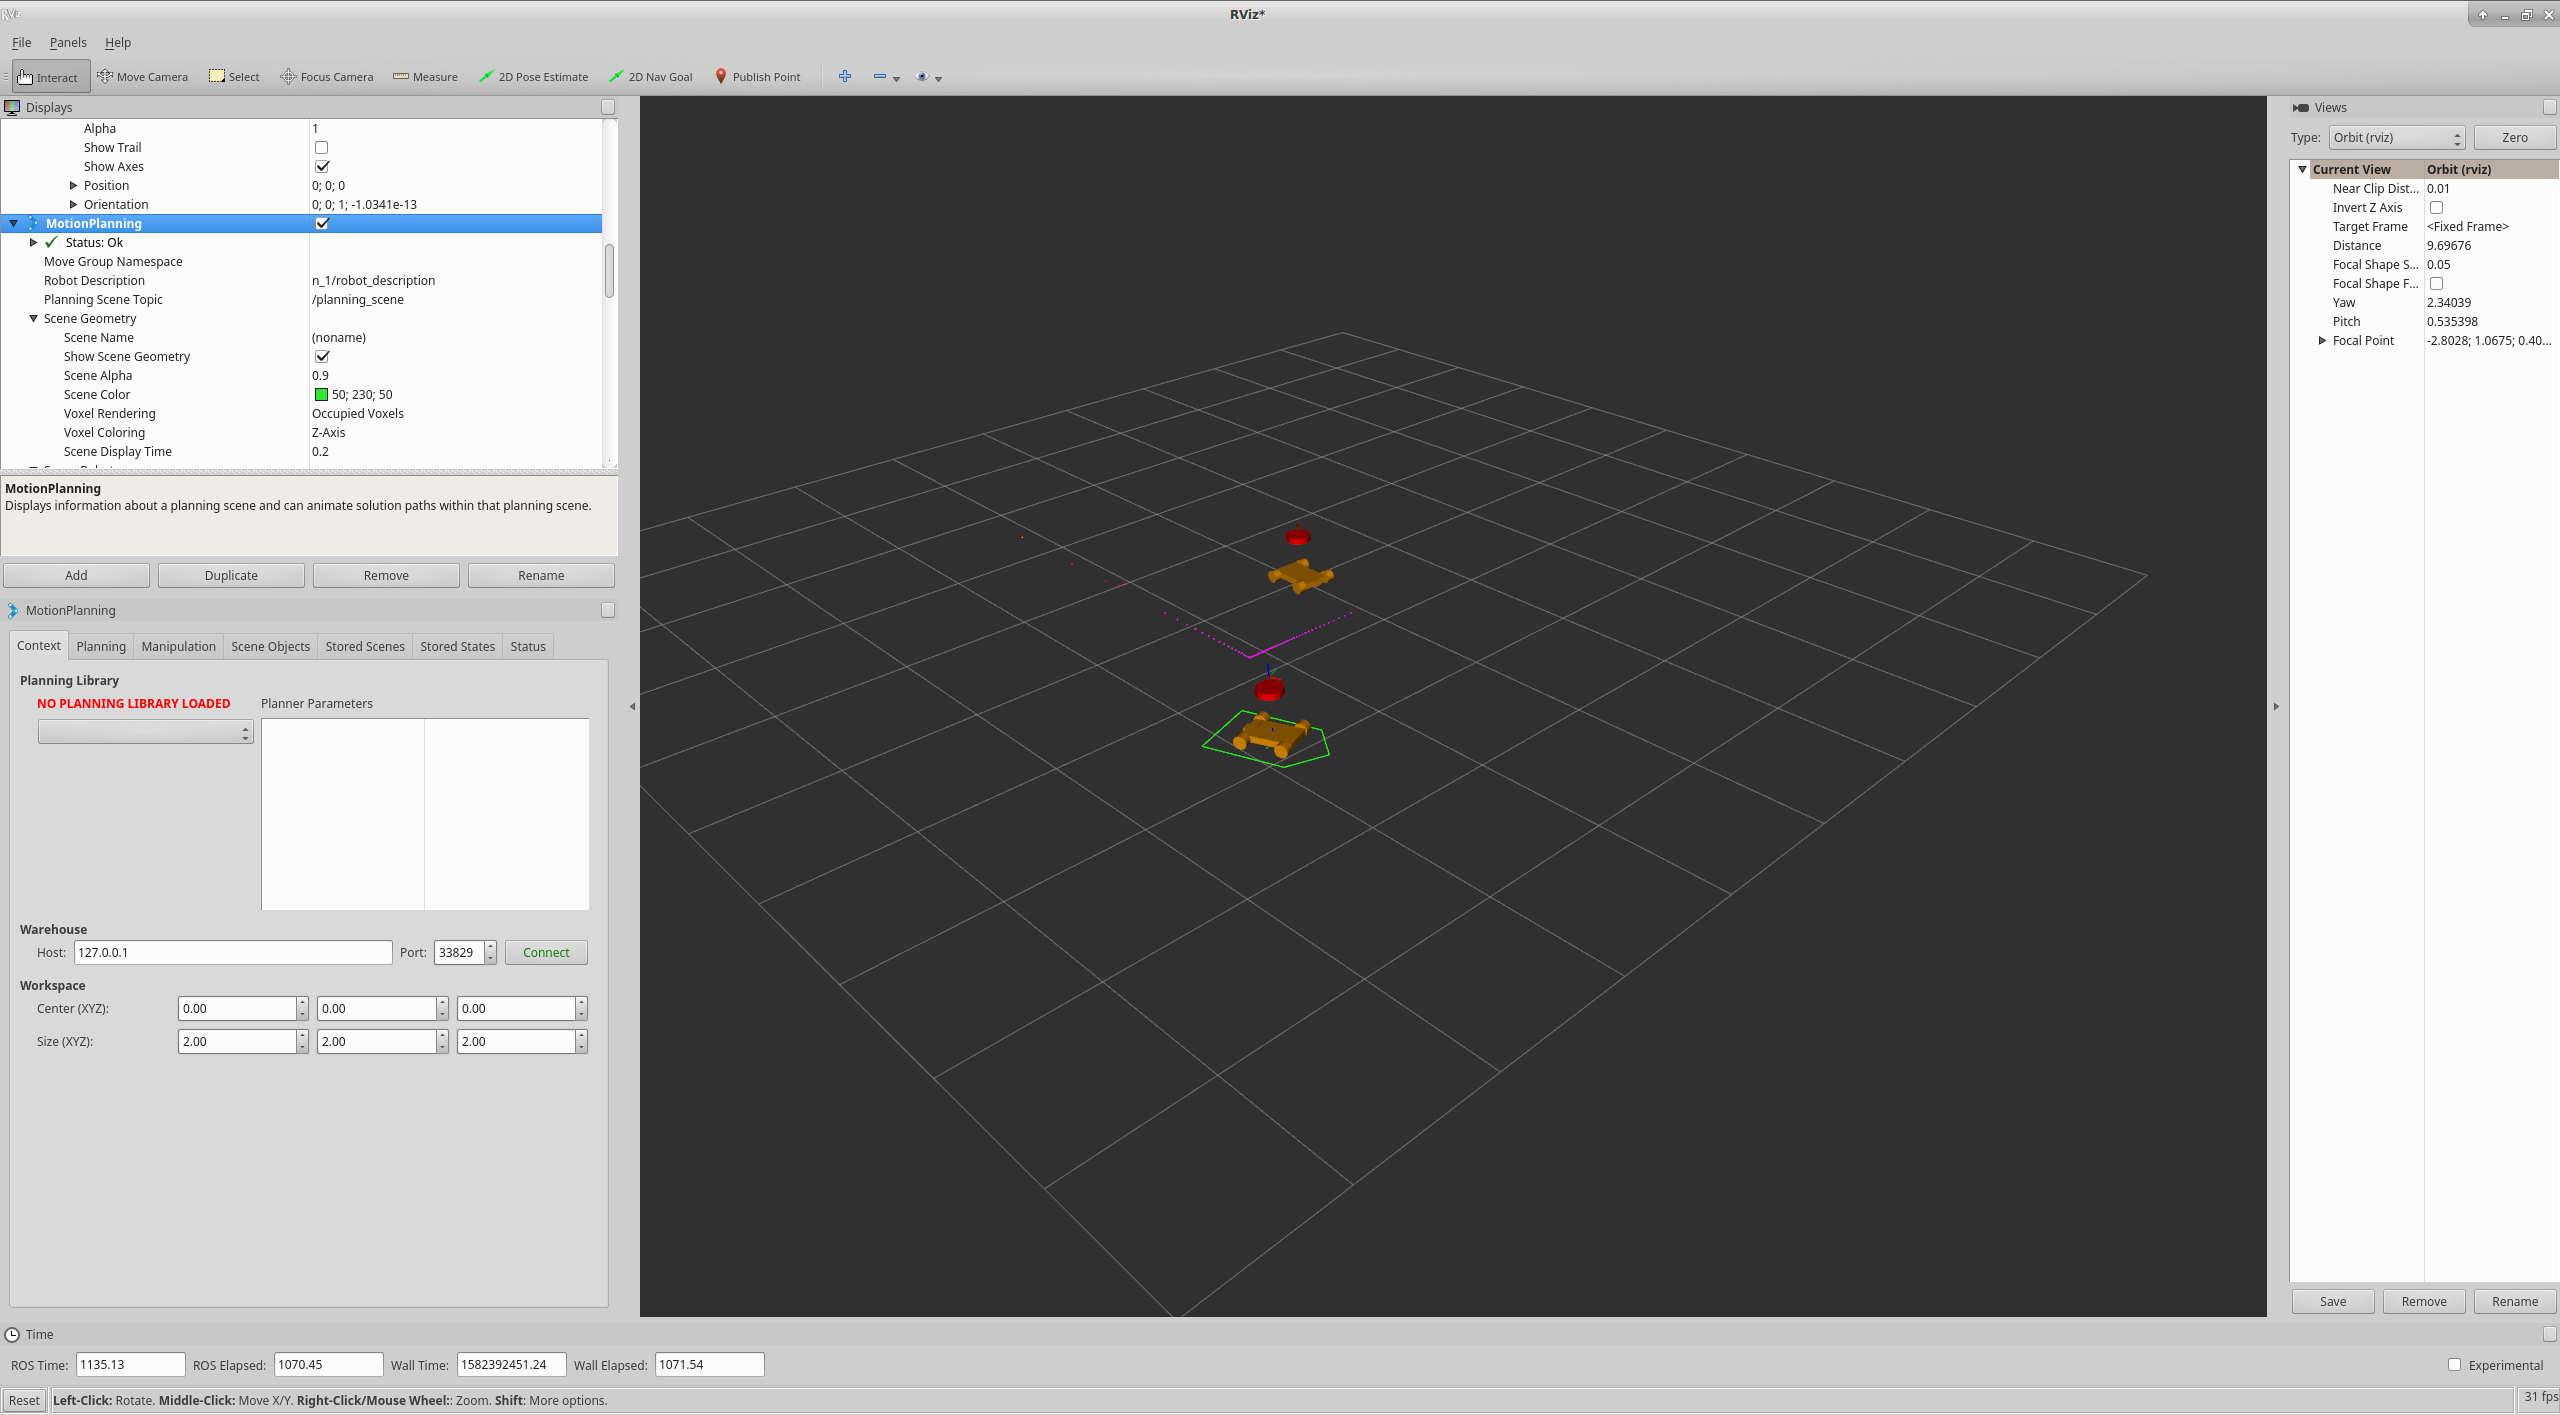 RViz*
File Panels Help
Interact Move Camera Select Focus Camera Measure 2D Pose Estimate 2D Nav Goal Publish Point
Displays
Alpha 1
Show Trail
Show Axes
Position 0; 0; 0
Orientation 0; 0; 1; -1.0341e-13
MotionPlanning
Status: Ok
Move Group Namespace
Robot Description n_1/robot_description
Planning Scene Topic /planning_scene
Scene Geometry
Scene Name (noname)
Show Scene Geometry
Scene Alpha 0.9
Scene Color 50; 230; 50
Voxel Rendering Occupied Voxels
Voxel Coloring Z-Axis
Scene Display Time 0.2
MotionPlanning
Displays information about a planning scene and can animate solution paths within that planning scene.
Add Duplicate Remove Rename
MotionPlanning
Context Planning Manipulation Scene Objects Stored Scenes Stored States Status
Planning Library
NO PLANNING LIBRARY LOADED Planner Parameters
Warehouse
Host: 127.0.0.1 Port: 33829 Connect
Workspace
Center (XYZ): 0.00 0.00 0.00
Size (XYZ): 2.00 2.00 2.00
Views
Type: Orbit (rviz) Zero
Current View Orbit (rviz)
Near Clip Dist... 0.01
Invert Z Axis
Target Frame <Fixed Frame>
Distance 9.69676
Focal Shape S... 0.05
Focal Shape F...
Yaw 2.34039
Pitch 0.535398
Focal Point -2.8028; 1.0675; 0.40...
Save Remove Rename
Time
ROS Time: 1135.13 ROS Elapsed: 1070.45 Wall Time: 1582392451.24 Wall Elapsed: 1071.54 Experimental
Reset Left-Click: Rotate. Middle-Click: Move X/Y. Right-Click/Mouse Wheel:: Zoom. Shift: More options. 31 fps